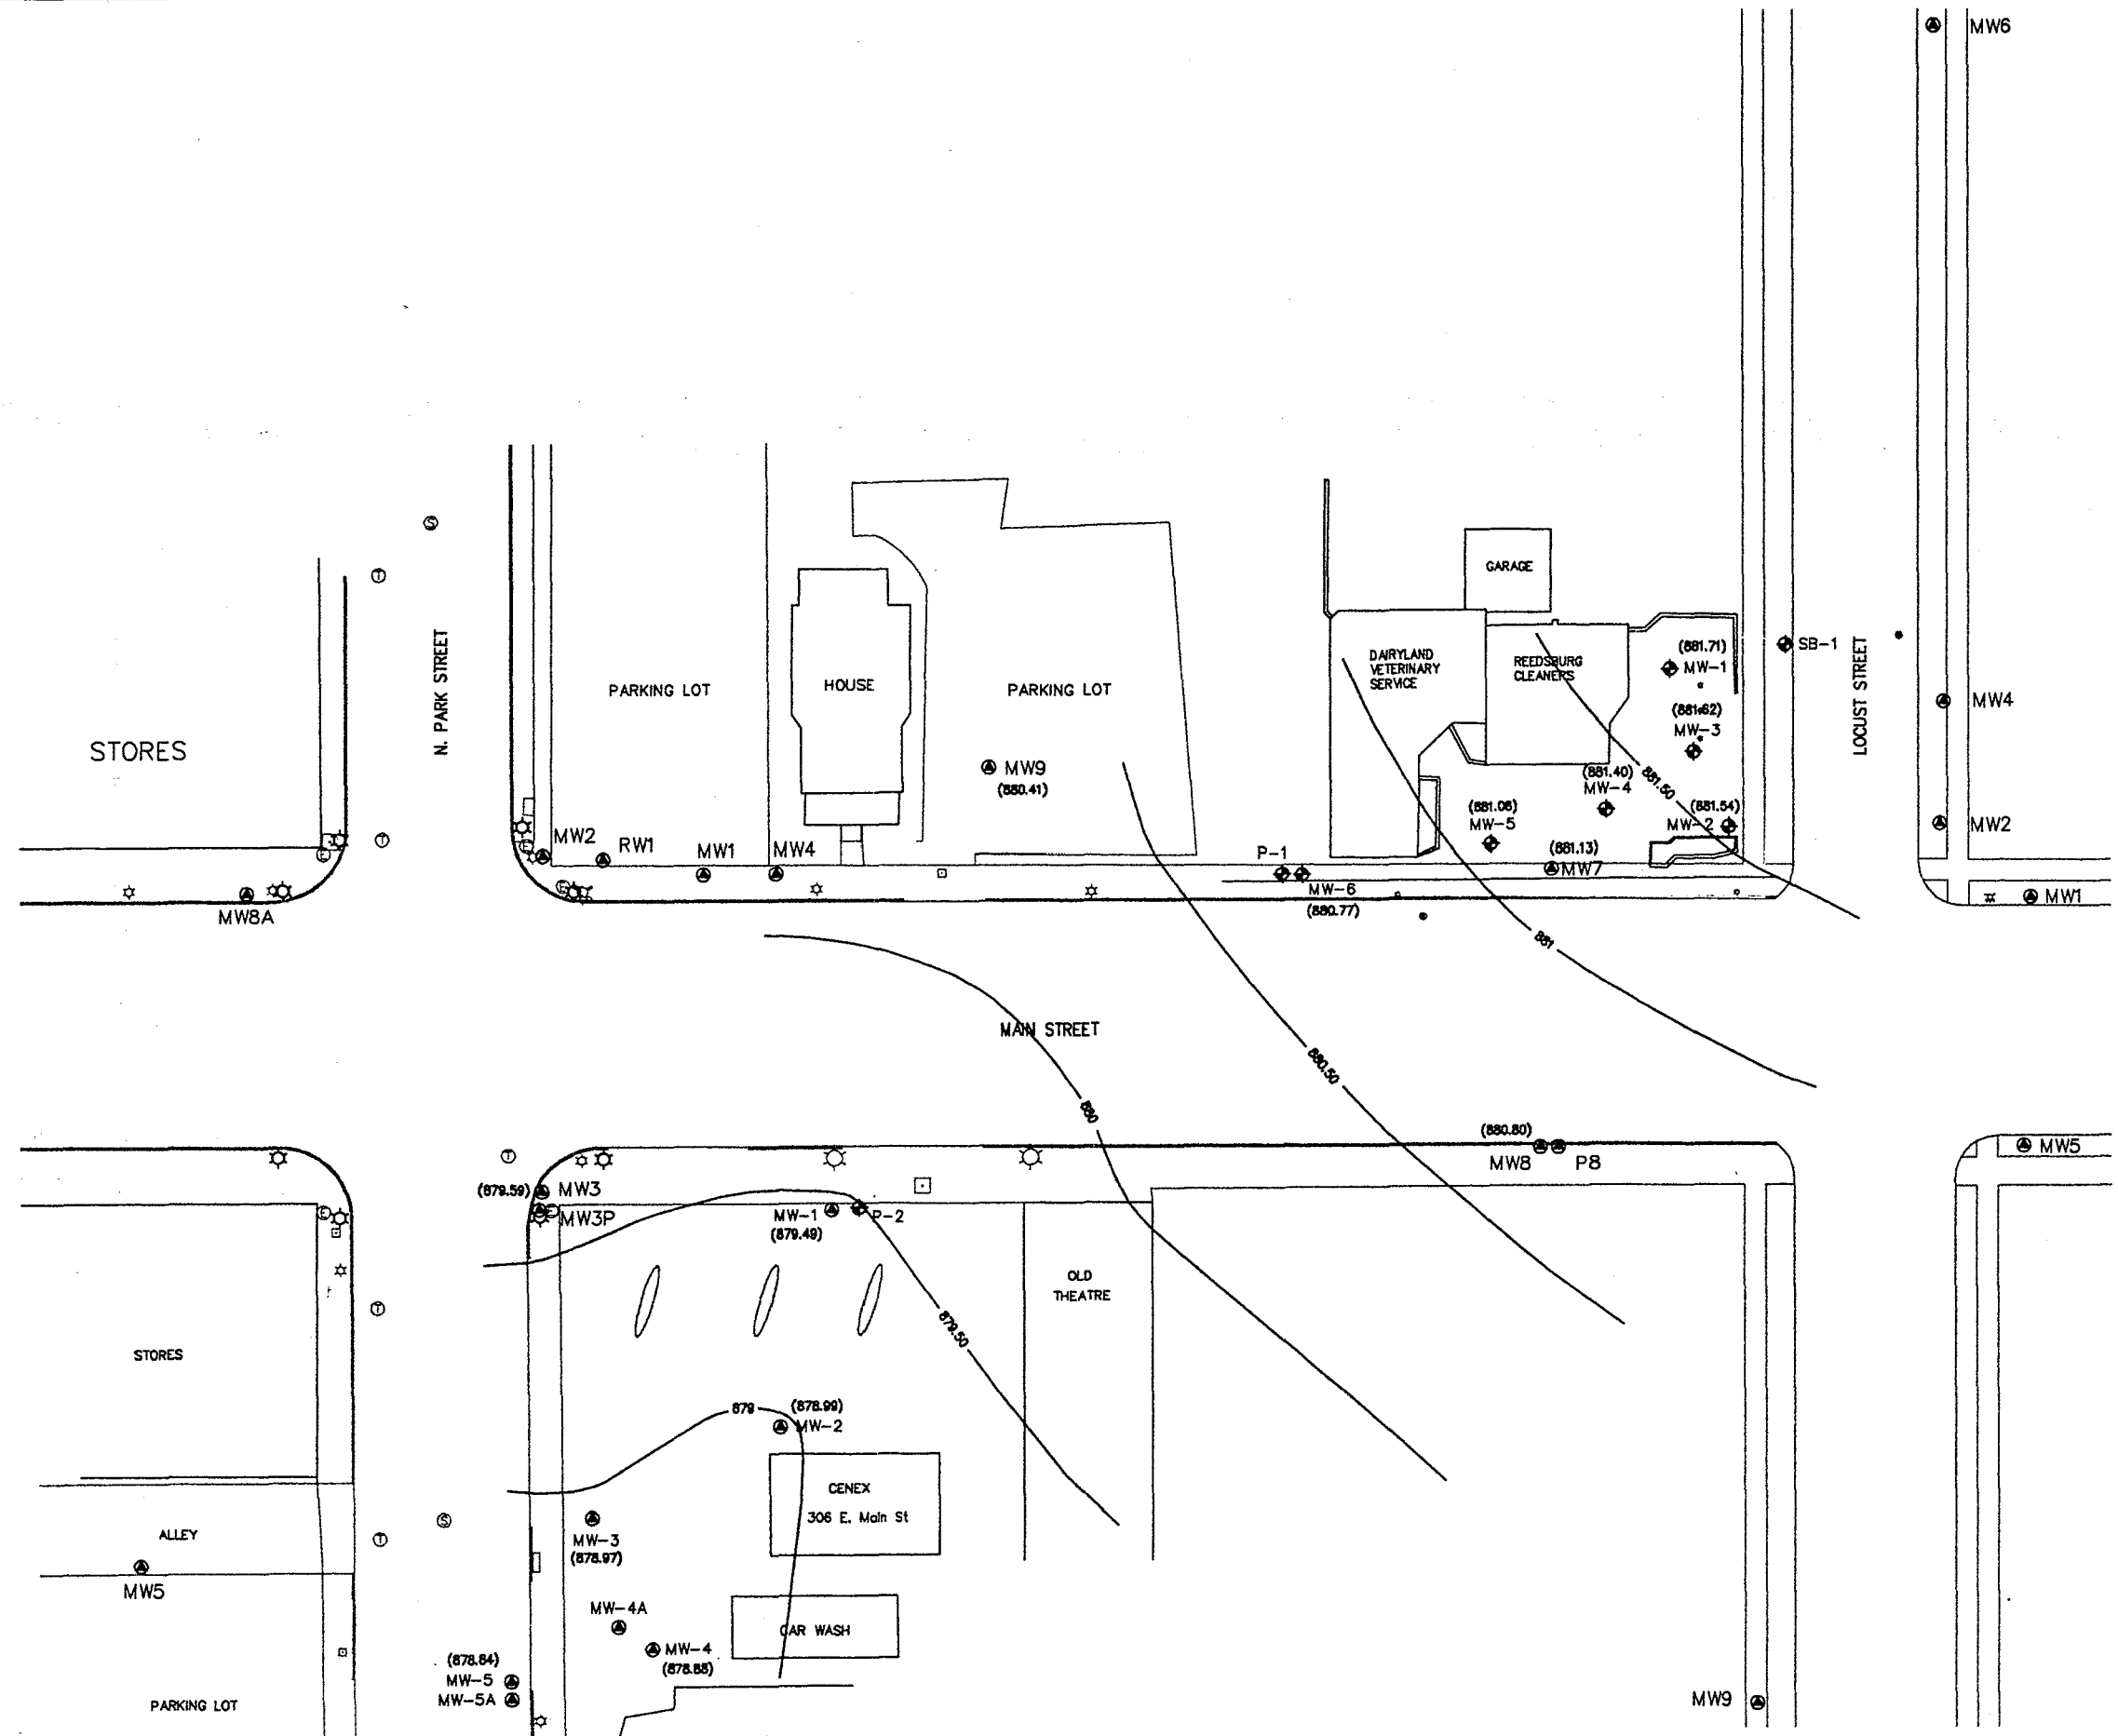 MW6
GARAGE
DAIRYLAND
VETERINARY
SERVICE
REEDSBURG
CLEANERS
(881.71)
MW-1
SB-1
N. PARK STREET
PARKING LOT
HOUSE
PARKING LOT
LOCUST STREET
MW4
(881.62)
MW-3
STORES
MW9
(880.41)
(881.40)
MW-4
881.50
(881.06)
MW-5
(881.54)
MW-2
MW2
MW2
RW1
MW1
MW4
P-1
(881.13)
MW7
MW-6
(880.77)
MW1
MW8A
881
MAIN STREET
880.50
880
(880.80)
MW8
P8
MW5
(879.59)
MW3
MW3P
MW-1
(879.49)
P-2
OLD
THEATRE
879.50
STORES
879
(878.99)
MW-2
CENEX
306 E. Main St
ALLEY
MW-3
(878.97)
MW5
MW-4A
CAR WASH
MW-4
(878.88)
(878.84)
MW-5
MW-5A
PARKING LOT
MW9